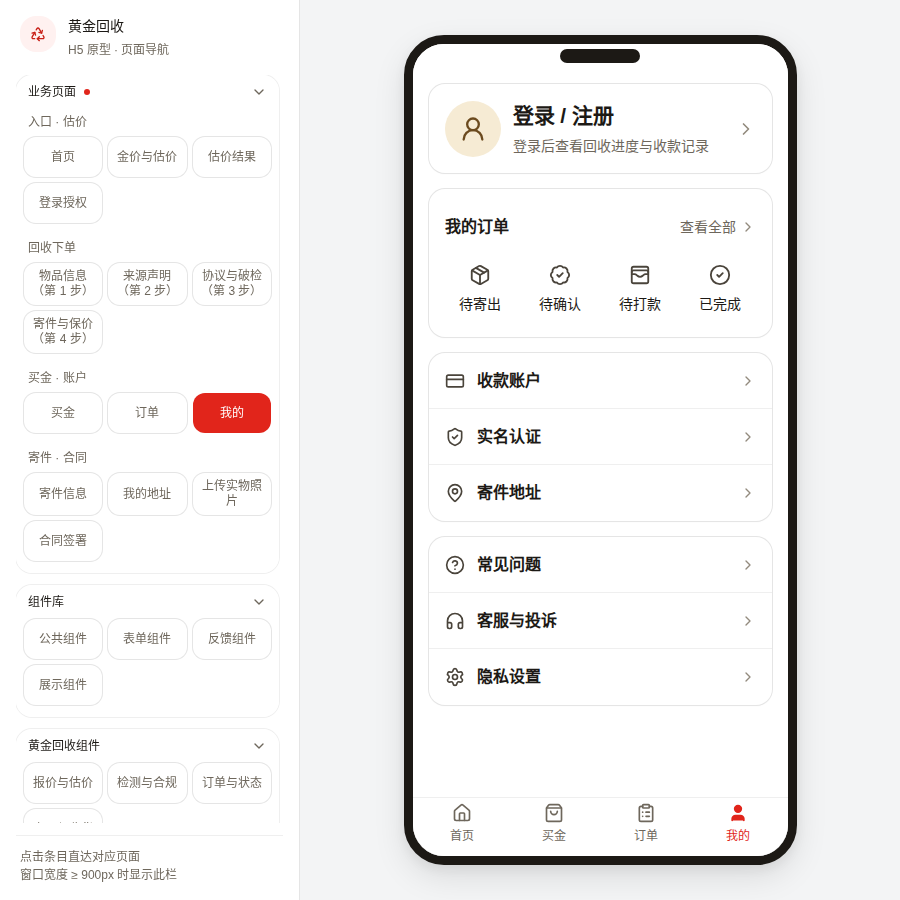 黄金回收
H5 原型 · 页面导航
业务页面
入口 · 估价
首页
金价与估价
估价结果
登录授权
回收下单
物品信息
（第 1 步）
来源声明
（第 2 步）
协议与破检
（第 3 步）
寄件与保价
（第 4 步）
买金 · 账户
买金
订单
我的
寄件 · 合同
寄件信息
我的地址
上传实物照
片
合同签署
组件库
公共组件
表单组件
反馈组件
展示组件
黄金回收组件
报价与估价
检测与合规
订单与状态
点击条目直达对应页面
窗口宽度 ≥ 900px 时显示此栏
登录 / 注册
登录后查看回收进度与收款记录
我的订单
查看全部
待寄出
待确认
待打款
已完成
收款账户
实名认证
寄件地址
常见问题
客服与投诉
隐私设置
首页
买金
订单
我的